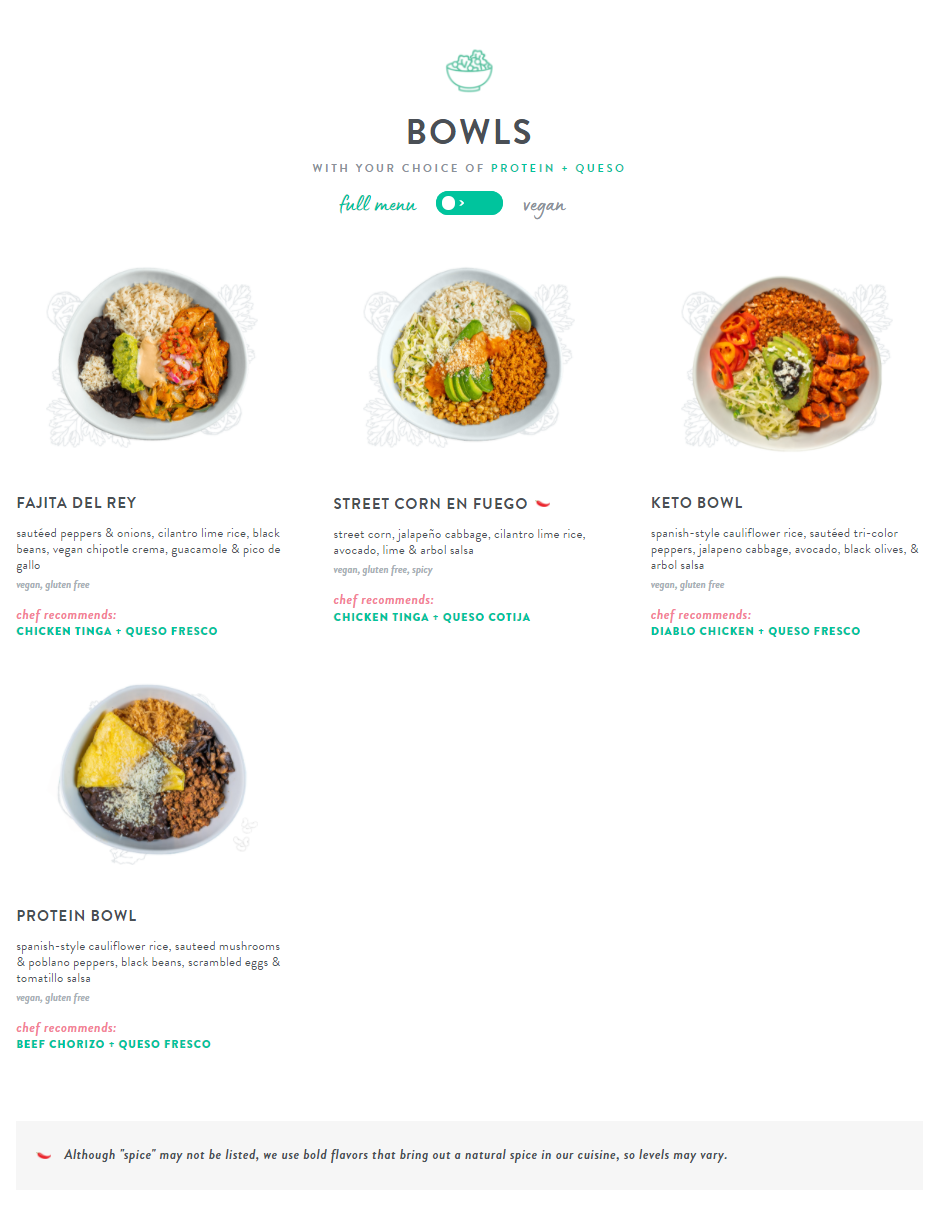 BOWLS
WITH YOUR CHOICE OF PROTEIN + QUESO
full menu > vegan
FAJITA DEL REY
sautéed peppers & onions, cilantro lime rice, black
beans, vegan chipotle crema, guacamole & pico de
gallo
vegan, gluten free
chef recommends:
CHICKEN TINGA + QUESO FRESCO
STREET CORN EN FUEGO
street corn, jalapeño cabbage, cilantro lime rice,
avocado, lime & arbol salsa
vegan, gluten free, spicy
chef recommends:
CHICKEN TINGA + QUESO COTIJA
KETO BOWL
spanish-style cauliflower rice, sautéed tri-color
peppers, jalapeno cabbage, avocado, black olives, &
arbol salsa
vegan, gluten free
chef recommends:
DIABLO CHICKEN + QUESO FRESCO
PROTEIN BOWL
spanish-style cauliflower rice, sauteed mushrooms
& poblano peppers, black beans, scrambled eggs &
tomatillo salsa
vegan, gluten free
chef recommends:
BEEF CHORIZO + QUESO FRESCO
Although "spice" may not be listed, we use bold flavors that bring out a natural spice in our cuisine, so levels may vary.